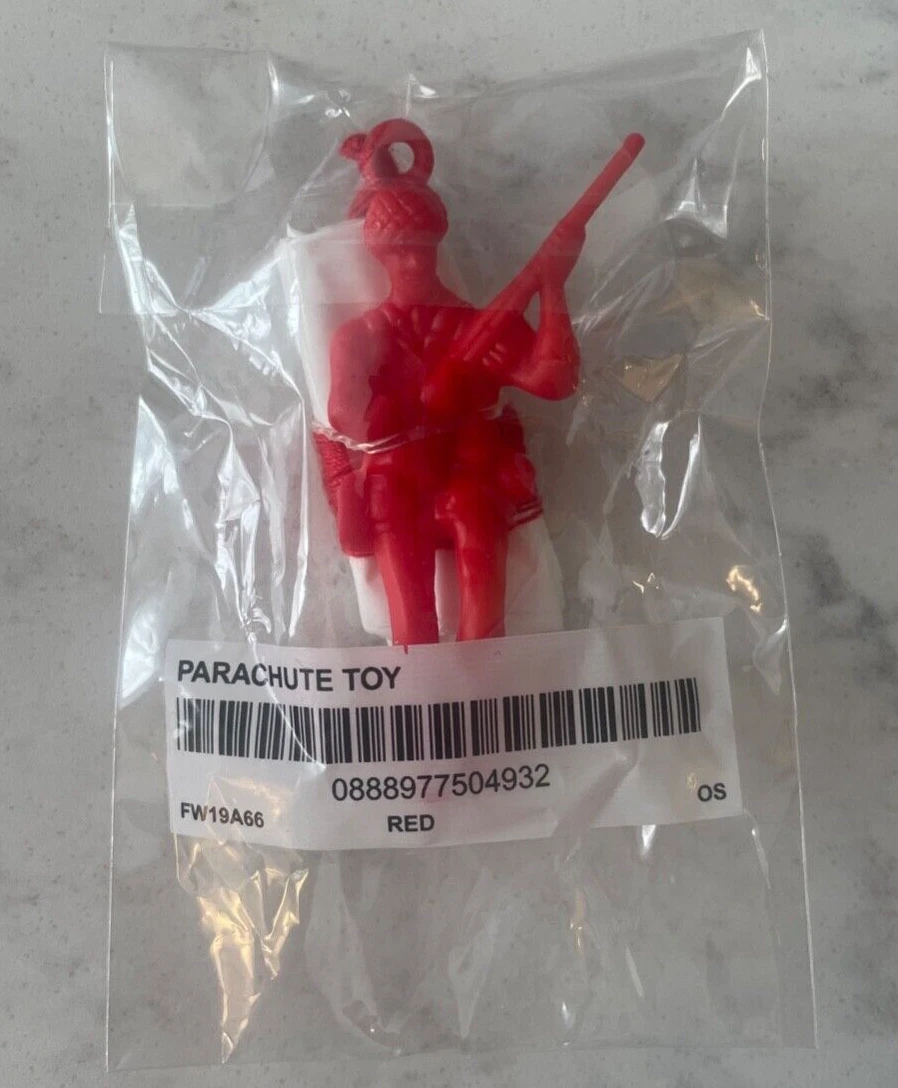 PARACHUTE TOY
0888977504932
FW19A66 RED OS